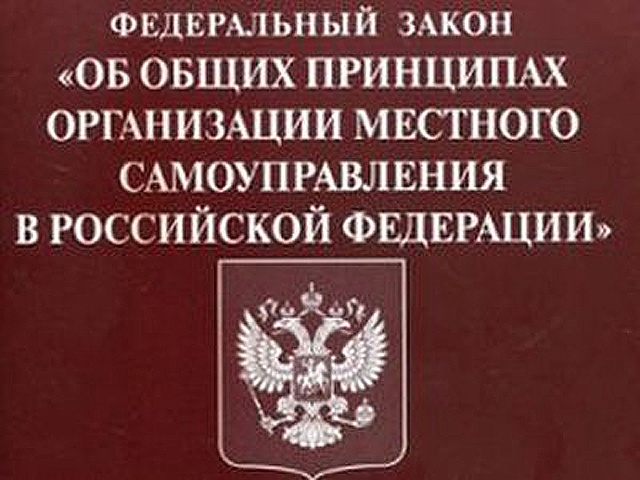 ФЕДЕРАЛЬНЫЙ ЗАКОН
«ОБ ОБЩИХ ПРИНЦИПАХ
ОРГАНИЗАЦИИ МЕСТНОГО
САМОУПРАВЛЕНИЯ
В РОССИЙСКОЙ ФЕДЕРАЦИИ»